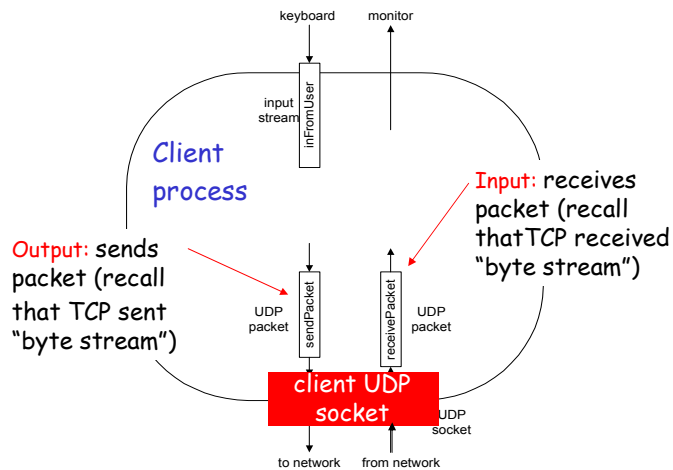 keyboard
monitor
input
stream
inFromUser
Client
process
Input: receives
packet (recall
thatTCP received
“byte stream”)
Output: sends
packet (recall
that TCP sent
“byte stream”)
UDP
packet
sendPacket
receivePacket
UDP
packet
client UDP
socket
UDP
socket
to network
from network